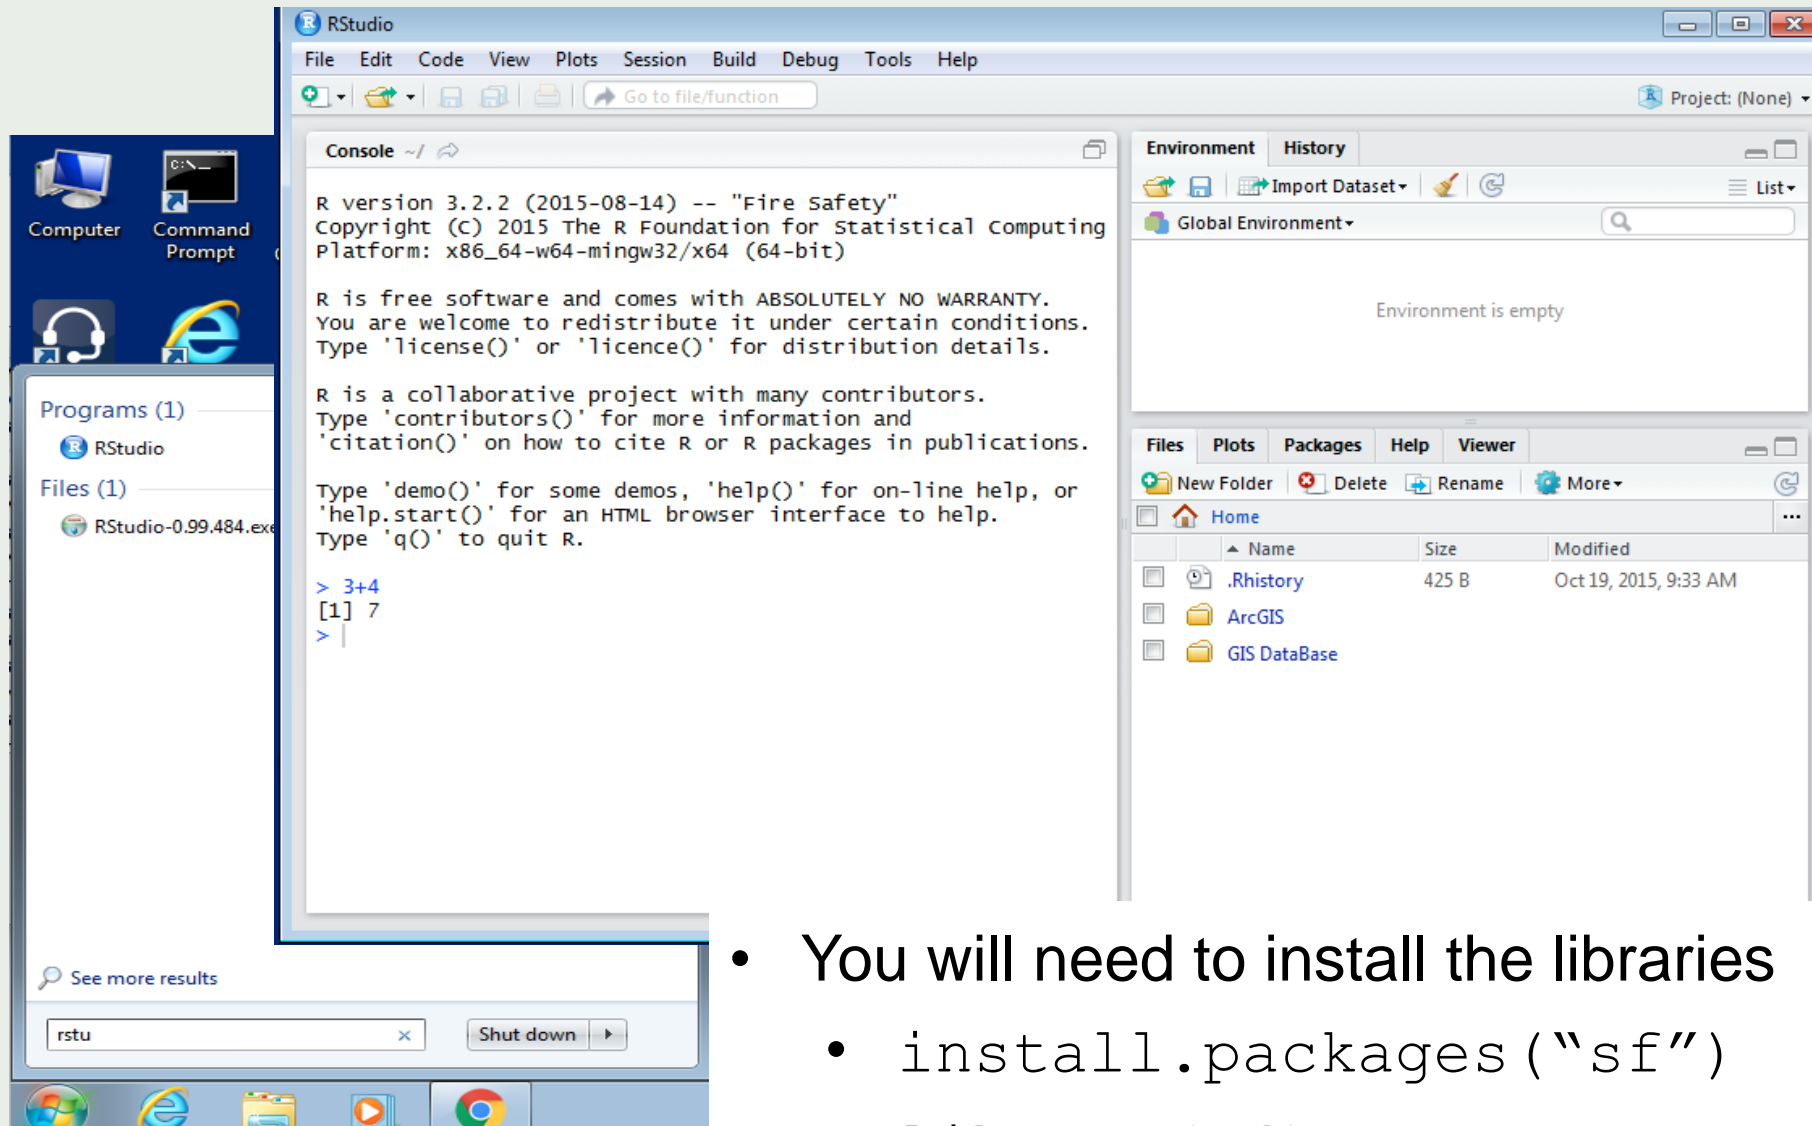 RStudio
File Edit Code View Plots Session Build Debug Tools Help
Go to file/function
Project: (None)
Console ~/
R version 3.2.2 (2015-08-14) -- "Fire Safety"
Copyright (C) 2015 The R Foundation for Statistical Computing
Platform: x86_64-w64-mingw32/x64 (64-bit)
R is free software and comes with ABSOLUTELY NO WARRANTY.
You are welcome to redistribute it under certain conditions.
Type 'license()' or 'licence()' for distribution details.
R is a collaborative project with many contributors.
Type 'contributors()' for more information and
'citation()' on how to cite R or R packages in publications.
Type 'demo()' for some demos, 'help()' for on-line help, or
'help.start()' for an HTML browser interface to help.
Type 'q()' to quit R.
> 3+4
[1] 7
>
Environment History
Import Dataset
List
Global Environment
Environment is empty
Files Plots Packages Help Viewer
New Folder Delete Rename More
Home
Name Size Modified
.Rhistory 425 B Oct 19, 2015, 9:33 AM
ArcGIS
GIS DataBase
Computer
Command
Prompt
C:\_
Programs (1)
RStudio
Files (1)
RStudio-0.99.484.exe
See more results
rstu
Shut down
• You will need to install the libraries
• install.packages(“sf”)